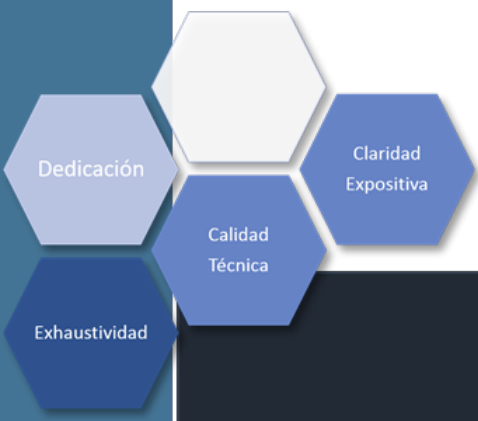 Dedicación
Claridad
Expositiva
Calidad
Técnica
Exhaustividad